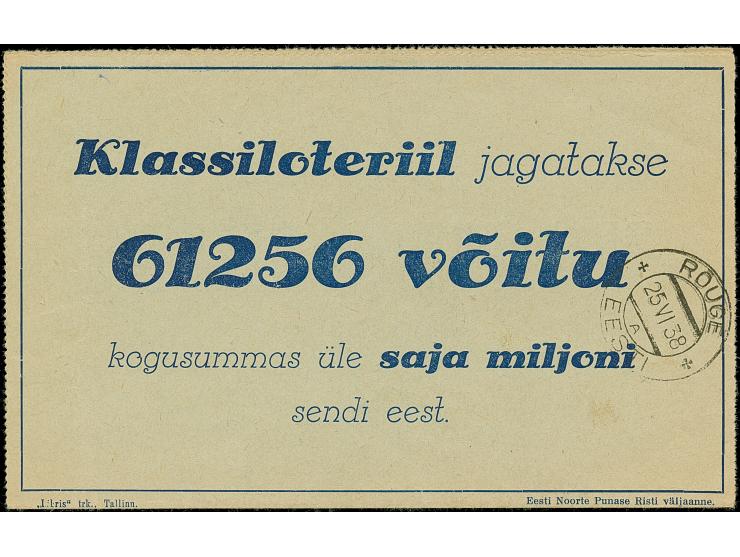 Klassiloteriil jagatakse
61256 võitu
kogusummas üle saja miljoni
sendi eest.
RÕUGE
25 VI 38
A
EESTI
„Libris“ trk., Tallinn.
Eesti Noorte Punase Risti väljaanne.